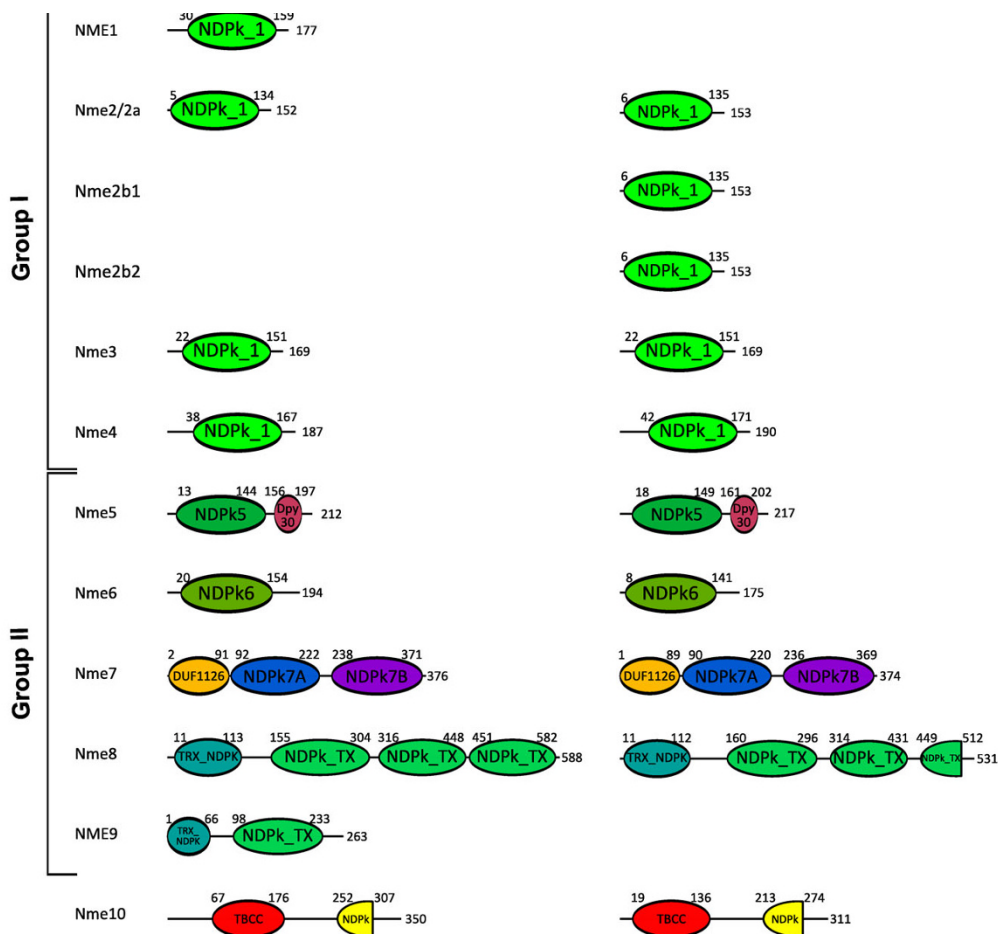 30 159
NME1 NDPk_1 177
5 134 6 135
Nme2/2a NDPk_1 152 NDPk_1 153
6 135
Nme2b1 NDPk_1 153
6 135
Nme2b2 NDPk_1 153
22 151 22 151
Nme3 NDPk_1 169 NDPk_1 169
38 167 42 171
Nme4 NDPk_1 187 NDPk_1 190
Group I
13 144 156 197 18 149 161 202
Nme5 NDPk5 Dpy 30 212 NDPk5 Dpy 30 217
20 154 8 141
Nme6 NDPk6 194 NDPk6 175
2 91 92 222 238 371 1 89 90 220 236 369
Nme7 DUF1126 NDPk7A NDPk7B 376 DUF1126 NDPk7A NDPk7B 374
11 113 155 304 316 448 451 582 11 112 160 296 314 431 449 512
Nme8 TRX_NDPK NDPk_TX NDPk_TX NDPk_TX 588 TRX_NDPK NDPk_TX NDPk_TX NDPk_TX 531
1 66 98 233
NME9 TRX_ NDPK NDPk_TX 263
Group II
67 176 252 307 19 136 213 274
Nme10 TBCC NDPk 350 TBCC NDPk 311